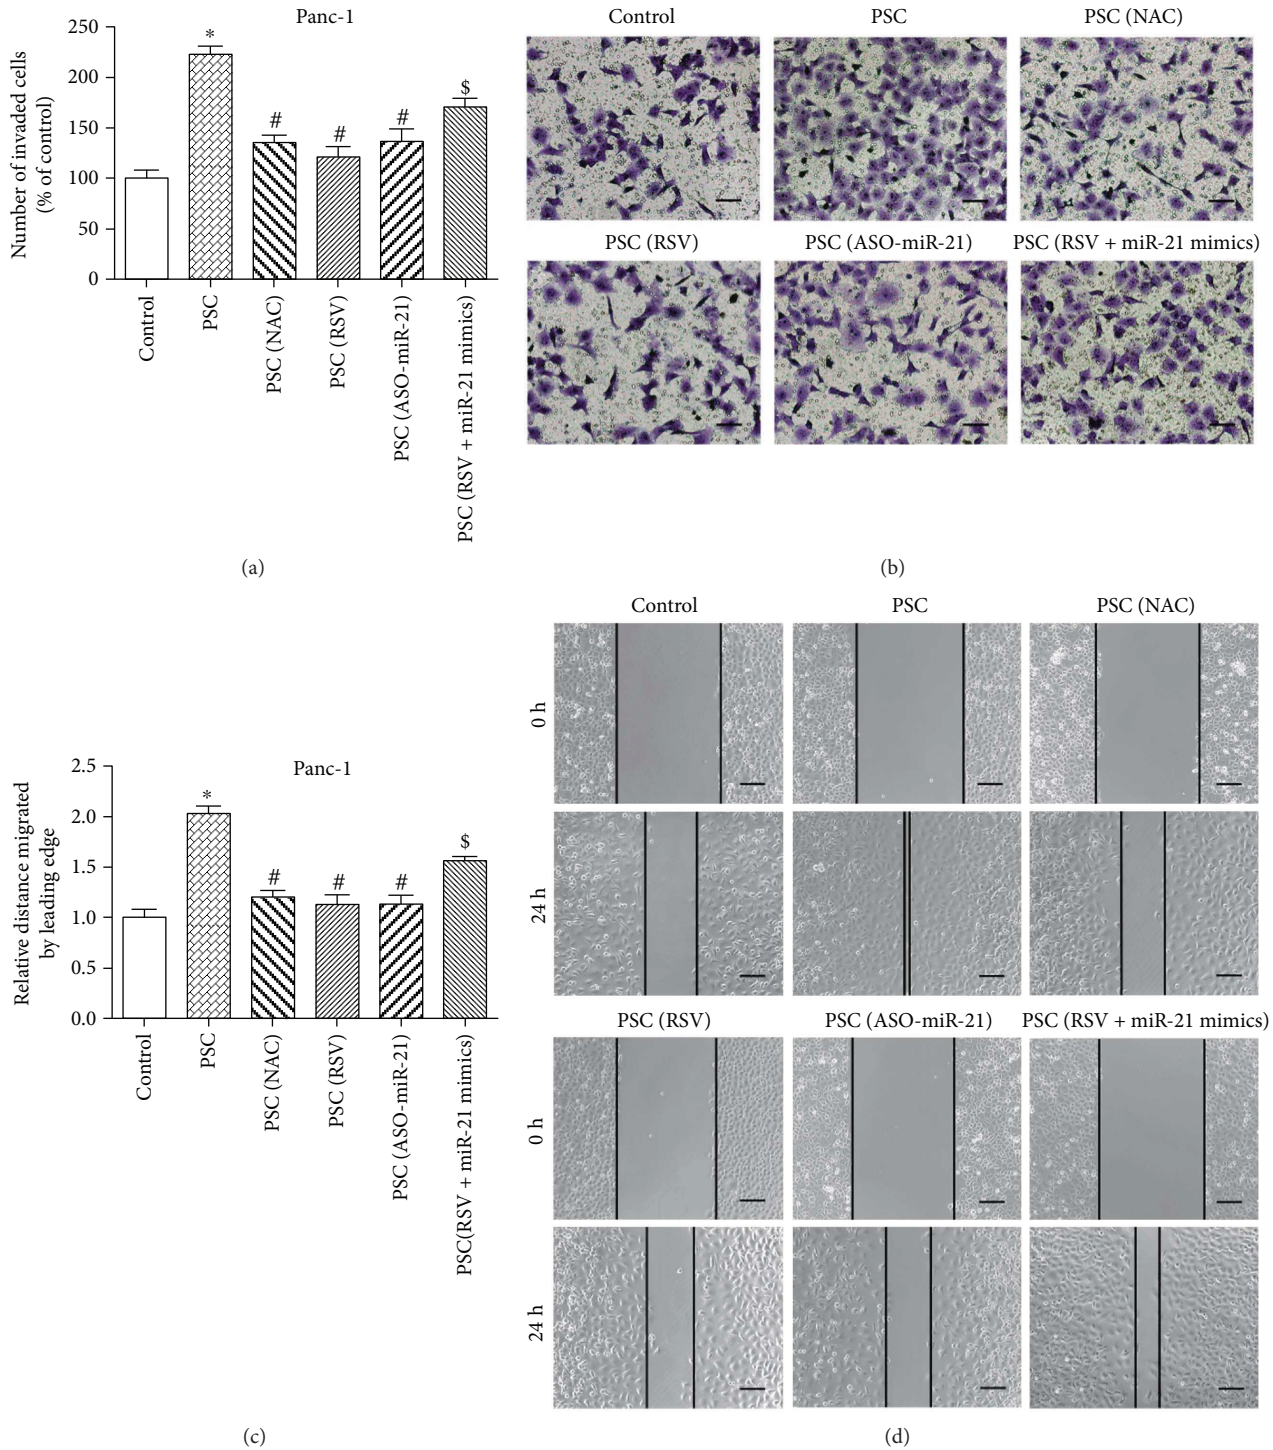 Panc-1
Number of invaded cells
(% of control)
250
200
150
100
50
0
*
#
#
#
$
Control
PSC
PSC (NAC)
PSC (RSV)
PSC (ASO-miR-21)
PSC (RSV + miR-21 mimics)
(a)
Control
PSC
PSC (NAC)
PSC (RSV)
PSC (ASO-miR-21)
PSC (RSV + miR-21 mimics)
(b)
Panc-1
Relative distance migrated
by leading edge
2.5
2.0
1.5
1.0
0.5
0.0
*
#
#
#
$
Control
PSC
PSC (NAC)
PSC (RSV)
PSC (ASO-miR-21)
PSC(RSV + miR-21 mimics)
(c)
Control
PSC
PSC (NAC)
0 h
24 h
PSC (RSV)
PSC (ASO-miR-21)
PSC (RSV + miR-21 mimics)
0 h
24 h
(d)